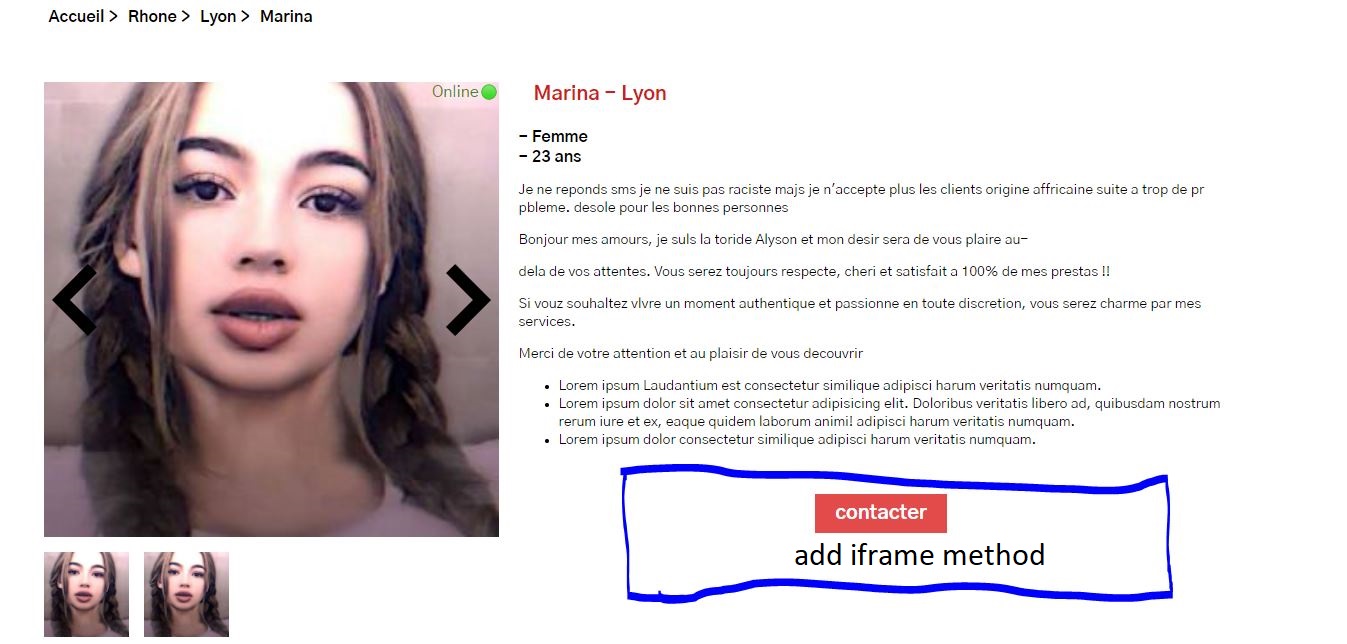 Accueil > Rhone > Lyon > Marina
Online
Marina - Lyon
- Femme
- 23 ans
Je ne reponds sms je ne suis pas raciste majs je n'accepte plus les clients origine affricaine suite a trop de pr
pbleme. desole pour les bonnes personnes
Bonjour mes amours, je suls la toride Alyson et mon desir sera de vous plaire au-
dela de vos attentes. Vous serez toujours respecte, cheri et satisfait a 100% de mes prestas !!
Si vouz souhaltez vlvre un moment authentique et passionne en toute discretion, vous serez charme par mes
services.
Merci de votre attention et au plaisir de vous decouvrir
• Lorem ipsum Laudantium est consectetur similique adipisci harum veritatis numquam.
• Lorem ipsum dolor sit amet consectetur adipisicing elit. Doloribus veritatis libero ad, quibusdam nostrum
rerum iure et ex, eaque quidem laborum animi! adipisci harum veritatis numquam.
• Lorem ipsum dolor consectetur similique adipisci harum veritatis numquam.
contacter
add iframe method